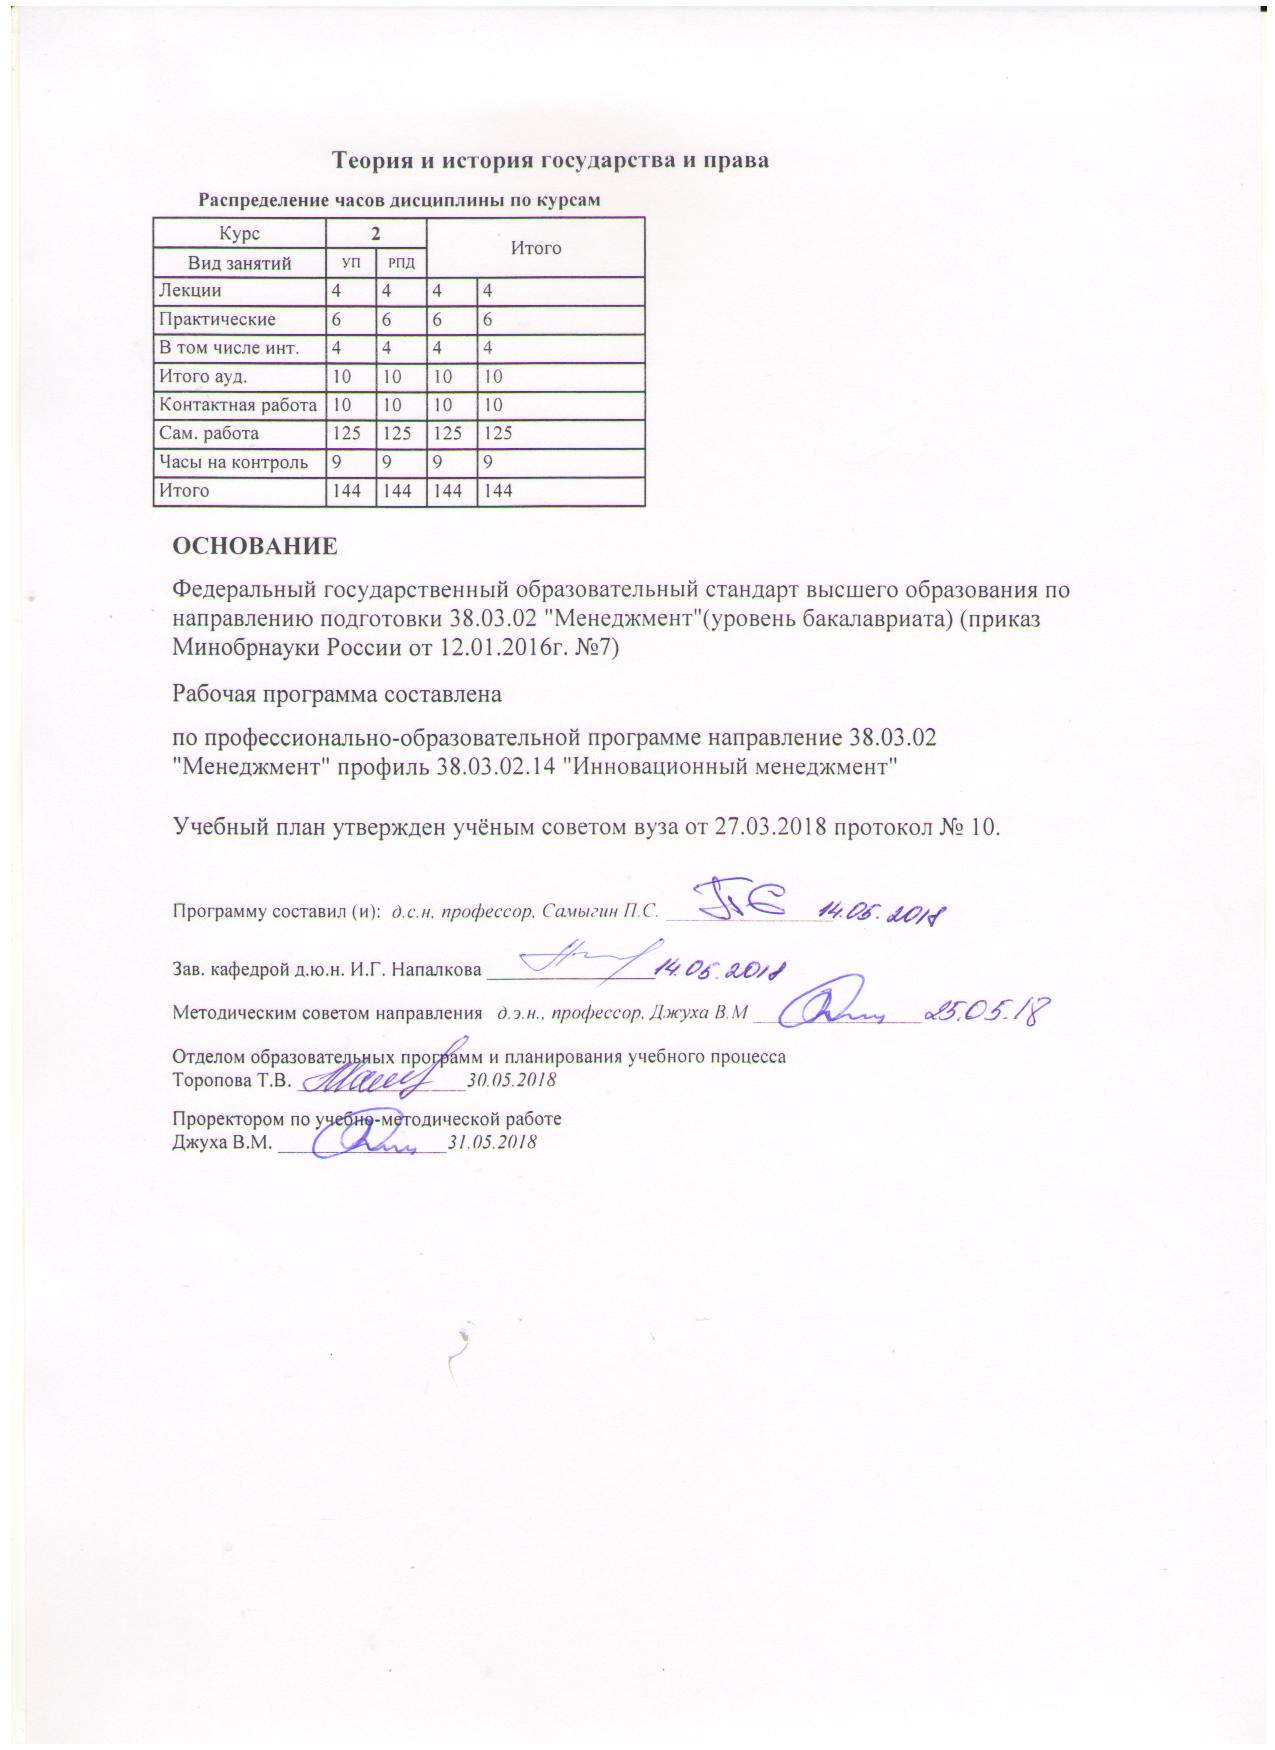 Теория и история государства и права
Распределение часов дисциплины по курсам
Курс 2 Итого
Вид занятий УП РПД
Лекции 4 4 4 4
Практические 6 6 6 6
В том числе инт. 4 4 4 4
Итого ауд. 10 10 10 10
Контактная работа 10 10 10 10
Сам. работа 125 125 125 125
Часы на контроль 9 9 9 9
Итого 144 144 144 144
ОСНОВАНИЕ
Федеральный государственный образовательный стандарт высшего образования по
направлению подготовки 38.03.02 "Менеджмент"(уровень бакалавриата) (приказ
Минобрнауки России от 12.01.2016г. №7)
Рабочая программа составлена
по профессионально-образовательной программе направление 38.03.02
"Менеджмент" профиль 38.03.02.14 "Инновационный менеджмент"
Учебный план утвержден учёным советом вуза от 27.03.2018 протокол № 10.
Программу составил (и): д.с.н, профессор, Самыгин П.С. 14.05.2018
Зав. кафедрой д.ю.н. И.Г. Напалкова 14.05.2018
Методическим советом направления д.э.н., профессор, Джуха В.М 25.05.18
Отделом образовательных программ и планирования учебного процесса
Торопова Т.В. 30.05.2018
Проректором по учебно-методической работе
Джуха В.М. 31.05.2018